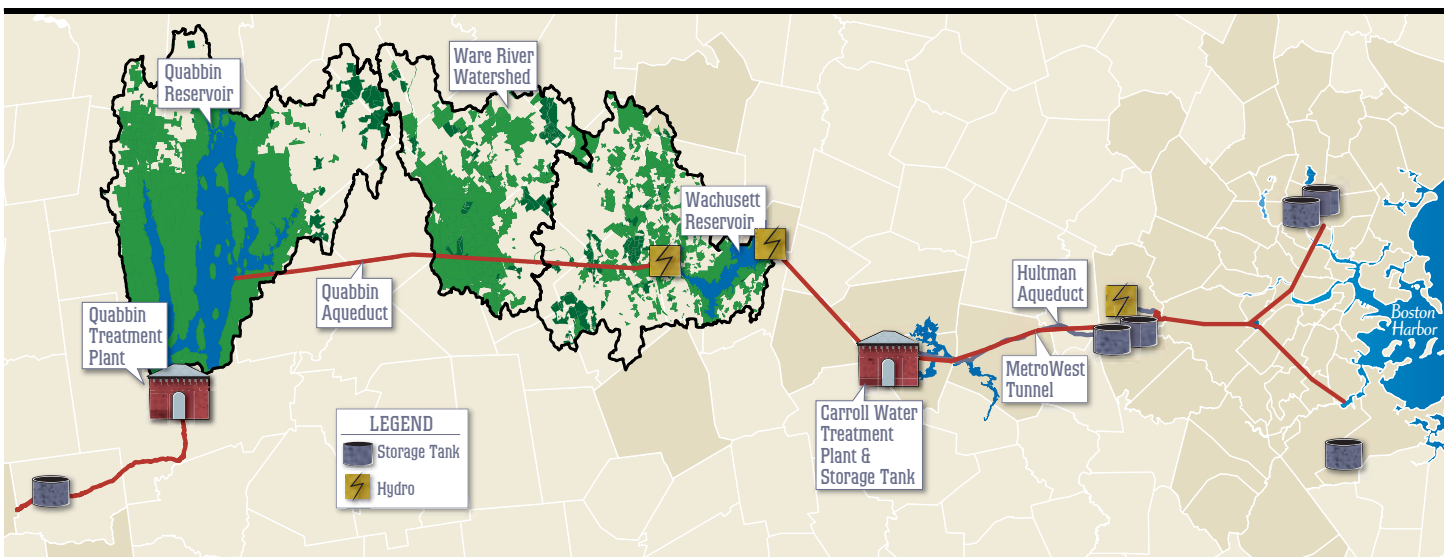 Quabbin
Reservoir
Ware River
Watershed
Wachusett
Reservoir
Quabbin
Aqueduct
Quabbin
Treatment
Plant
Hultman
Aqueduct
Boston
Harbor
MetroWest
Tunnel
Carroll Water
Treatment
Plant &
Storage Tank
LEGEND
Storage Tank
Hydro